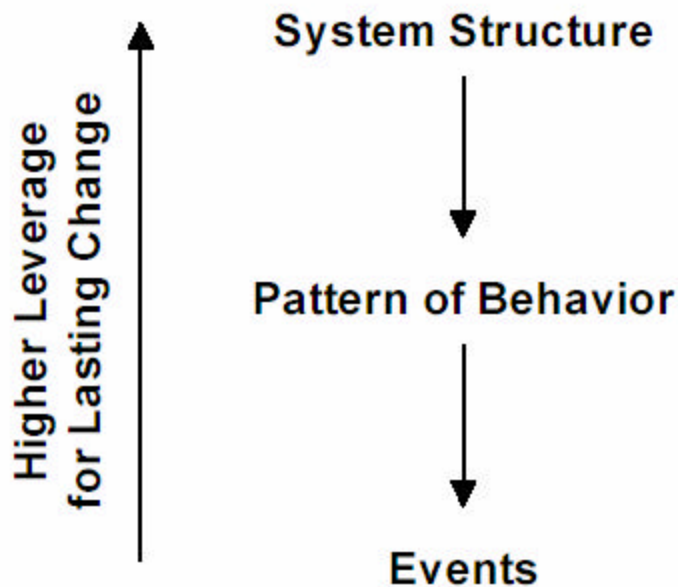 Higher Leverage
for Lasting Change
System Structure
Pattern of Behavior
Events